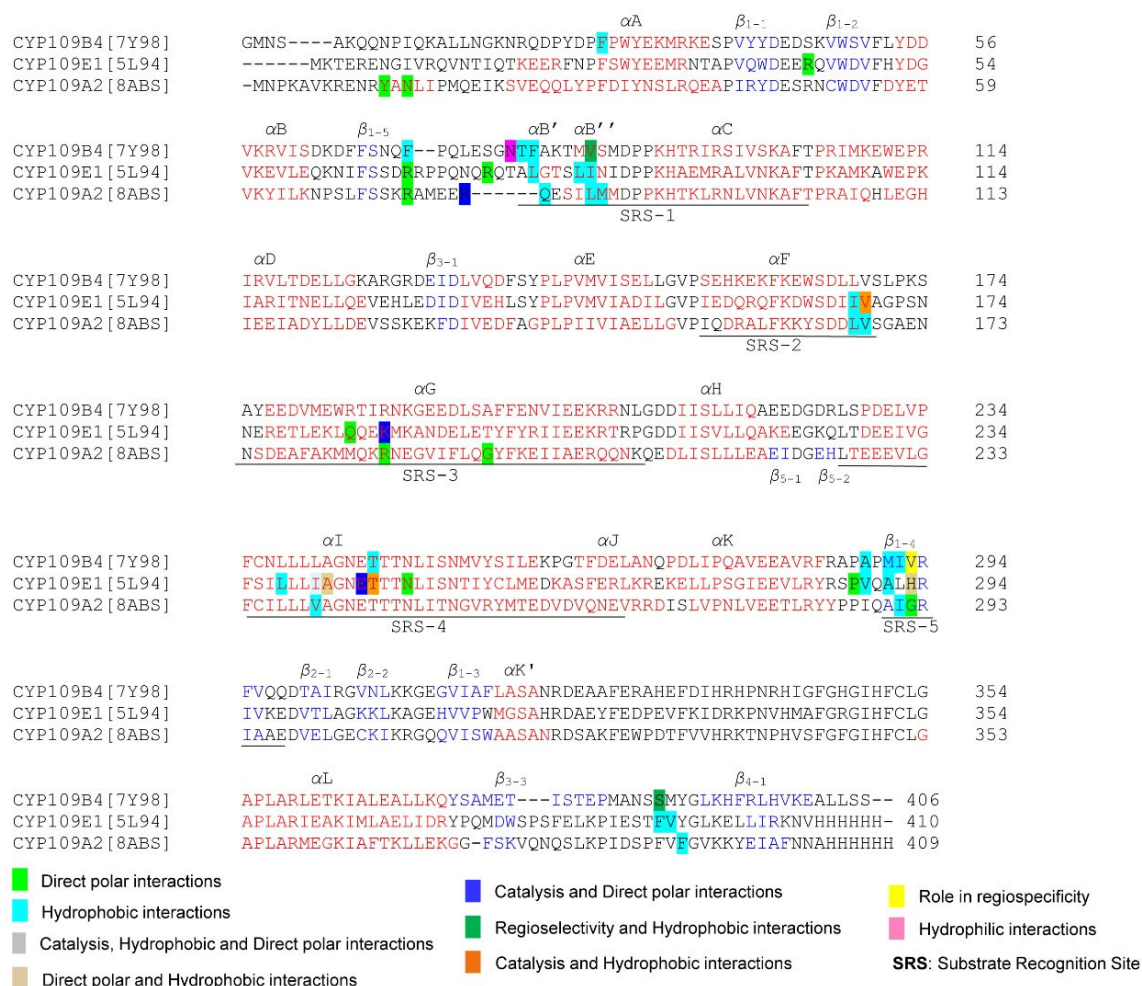 αA β1-1 β1-2
CYP109B4[7Y98] GMNS----AKQQNPIQKALLNGKNRQDPYDPFPWYEKMRKESPVYYDEDSKVWSVFLYDD 56
CYP109E1[5L94] ------MKTERENGIVRQVNTIQTKEERFNPFSWYEEMRNTAPVQWDEERQVWDVFHYDG 54
CYP109A2[8ABS] -MNPKAVKRENRYANLIPMQEIKSVEQQLYPFDIYNSLRQEAPIRYDESRNCWDVFDYET 59
αB β1-5 αB' αB'' αC
CYP109B4[7Y98] VKRVISDKDFFSNQF--PQLESGNTFAKTMVSMDPPKHTRIRSIVSKAFTPRIMKEWEPR 114
CYP109E1[5L94] VKEVLEQKNIFSSDRRPPQNQRQTALGTSLINIDPPKHAEMRALVNKAFTPKAMKAWEPK 114
CYP109A2[8ABS] VKYILKNPSLFSSKRAMEEK------QESILMMDPPKHTKLRNLVNKAFTPRAIQHLEGH 113
SRS-1
αD β3-1 αE αF
CYP109B4[7Y98] IRVLTDELLGKARGRDEIDLVQDFSYPLPVMVISELLGVPSEHKEKFKEWSDLLVSLPKS 174
CYP109E1[5L94] IARITNELLQEVEHLEDIDIVEHLSYPLPVMVIADILGVPIEDQRQFKDWSDIIVAGPSN 174
CYP109A2[8ABS] IEEIADYLLDEVSSKEKFDIVEDFAGPLPIIVIAELLGVPIQDRALFKKYSDDLVSGAEN 173
SRS-2
αG αH
CYP109B4[7Y98] AYEEDVMEWRTIRNKGEEDLSAFFENVIEEKRRNLGDDIISLLIQAEEDGDRLSPDELVP 234
CYP109E1[5L94] NERETLEKLQQEKMKANDELETYFYRIIEEKRTRPGDDIISVLLQAKEEGKQLTDEEIVG 234
CYP109A2[8ABS] NSDEAFAKMMQKRNEGVIFLQGYFKEIIAERQQNKQEDLISLLLEAEIDGEHLTEEEVLG 233
SRS-3 β5-1 β5-2
αI αJ αK β1-4
CYP109B4[7Y98] FCNLLLLAGNETTTNLISNMVYSILEKPGTFDELANQPDLIPQAVEEAVRFRAPAPMIVR 294
CYP109E1[5L94] FSILLLIAGNETTTNLISNTIYCLMEDKASFERLKREKELLPSGIEEVLRYRSPVQALHR 294
CYP109A2[8ABS] FCILLLVAGNETTTNLITNGVRYMTEDVDVQNEVRRDISLVPNLVEETLRYYPPIQAIGR 293
SRS-4 SRS-5
β2-1 β2-2 β1-3 αK'
CYP109B4[7Y98] FVQQDTAIRGVNLKKGEGVIAFLASANRDEAAFERAHEFDIHRHPNRHIGFGHGIHFCLG 354
CYP109E1[5L94] IVKEDVTLAGKKLKAGEHVVPWMGSAHRDAEYFEDPEVFKIDRKPNVHMAFGRGIHFCLG 354
CYP109A2[8ABS] IAAEDVELGECKIKRGQQVISWAASANRDSAKFEWPDTFVVHRKTNPHVSFGFGIHFCLG 353
αL β3-3 β4-1
CYP109B4[7Y98] APLARLETKIALEALLKQYSAMET---ISTEPMANSSMYGLKHFRLHVKEALLSS-- 406
CYP109E1[5L94] APLARIEAKIMLAELIDRYPQMDWSPSFELKPIESTFVYGLKELLIRKNVHHHHHH- 410
CYP109A2[8ABS] APLARMEGKIAFTKLLEKGG-FSKVQNQSLKPIDSPFVFGVKKYEIAFNNAHHHHHH 409
Direct polar interactions
Hydrophobic interactions
Catalysis, Hydrophobic and Direct polar interactions
Direct polar and Hydrophobic interactions
Catalysis and Direct polar interactions
Regioselectivity and Hydrophobic interactions
Catalysis and Hydrophobic interactions
Role in regiospecificity
Hydrophilic interactions
SRS: Substrate Recognition Site